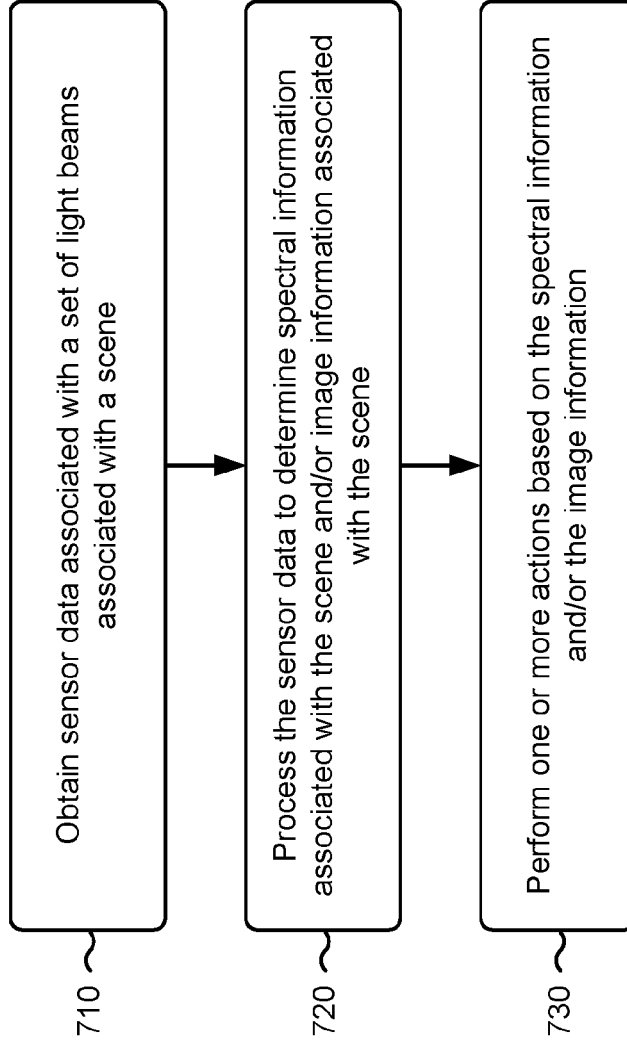 710
Obtain sensor data associated with a set of light beams
associated with a scene
720
Process the sensor data to determine spectral information
associated with the scene and/or image information associated
with the scene
730
Perform one or more actions based on the spectral information
and/or the image information